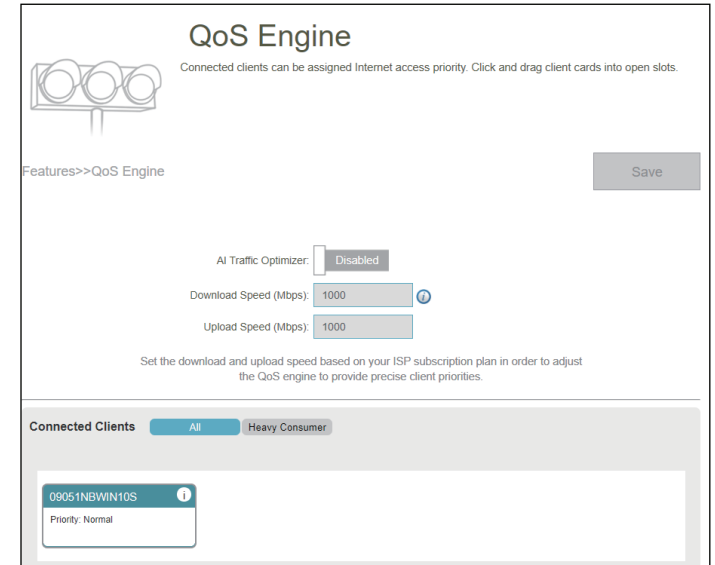 QoS Engine
Connected clients can be assigned Internet access priority. Click and drag client cards into open slots.
Features>>QoS Engine
Save
AI Traffic Optimizer:
Disabled
Download Speed (Mbps):
1000
i
Upload Speed (Mbps):
1000
Set the download and upload speed based on your ISP subscription plan in order to adjust
the QoS engine to provide precise client priorities.
Connected Clients
All
Heavy Consumer
09051NBWIN10S
i
Priority: Normal